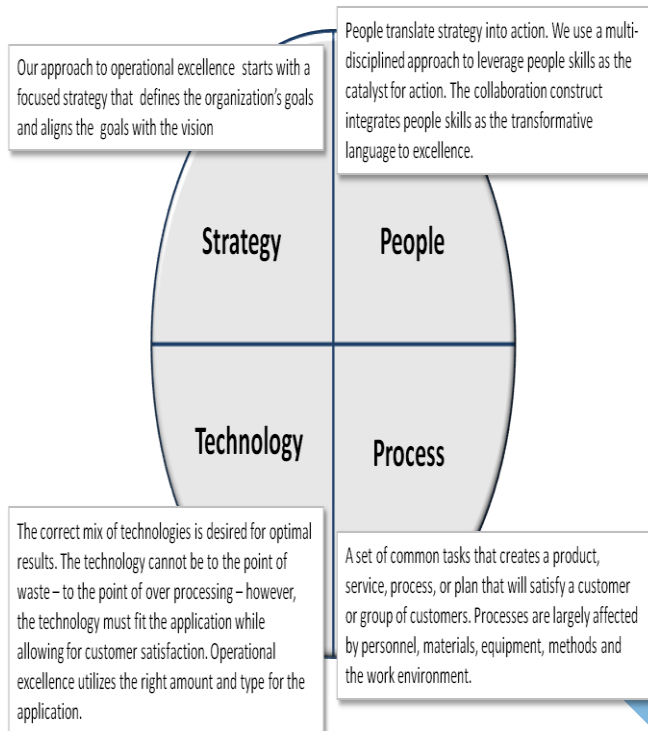 Our approach to operational excellence starts with a
focused strategy that defines the organization's goals
and aligns the goals with the vision
People translate strategy into action. We use a multi-
disciplined approach to leverage people skills as the
catalyst for action. The collaboration construct
integrates people skills as the transformative
language to excellence.
Strategy
People
Technology
Process
The correct mix of technologies is desired for optimal
results. The technology cannot be to the point of
waste – to the point of over processing – however,
the technology must fit the application while
allowing for customer satisfaction. Operational
excellence utilizes the right amount and type for the
application.
A set of common tasks that creates a product,
service, process, or plan that will satisfy a customer
or group of customers. Processes are largely affected
by personnel, materials, equipment, methods and
the work environment.